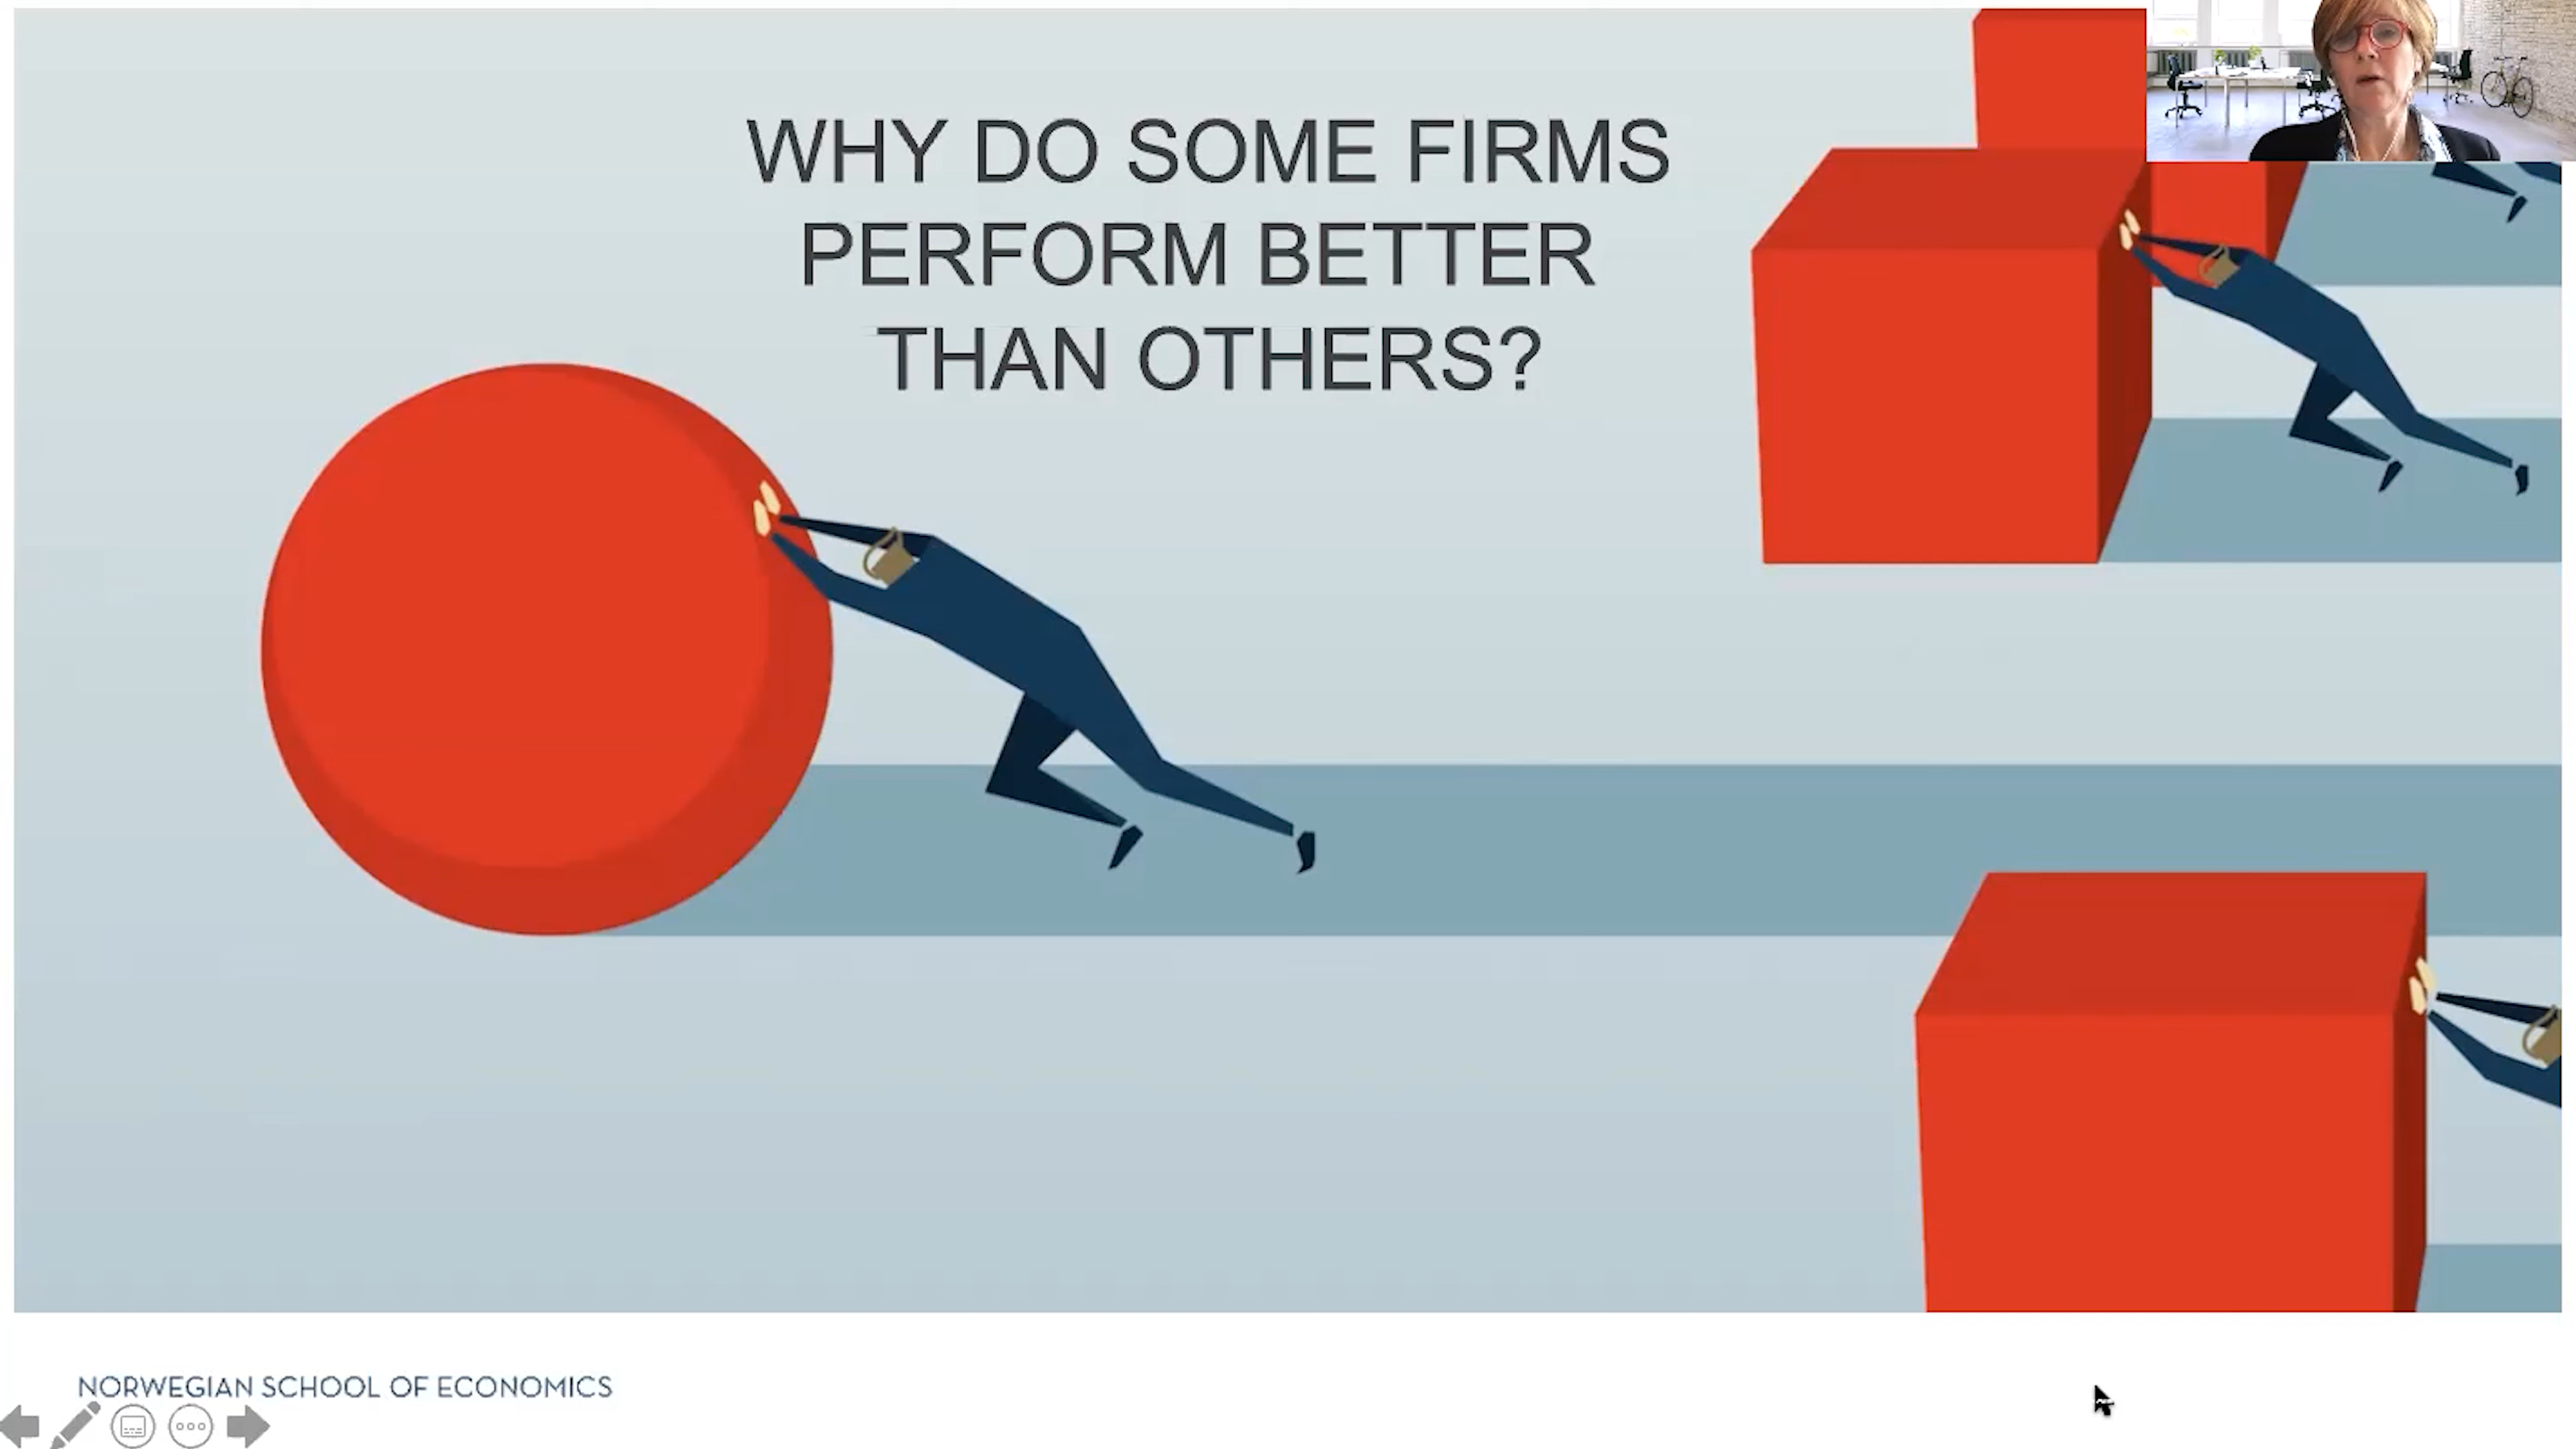 WHY DO SOME FIRMS
PERFORM BETTER
THAN OTHERS?
NORWEGIAN SCHOOL OF ECONOMICS